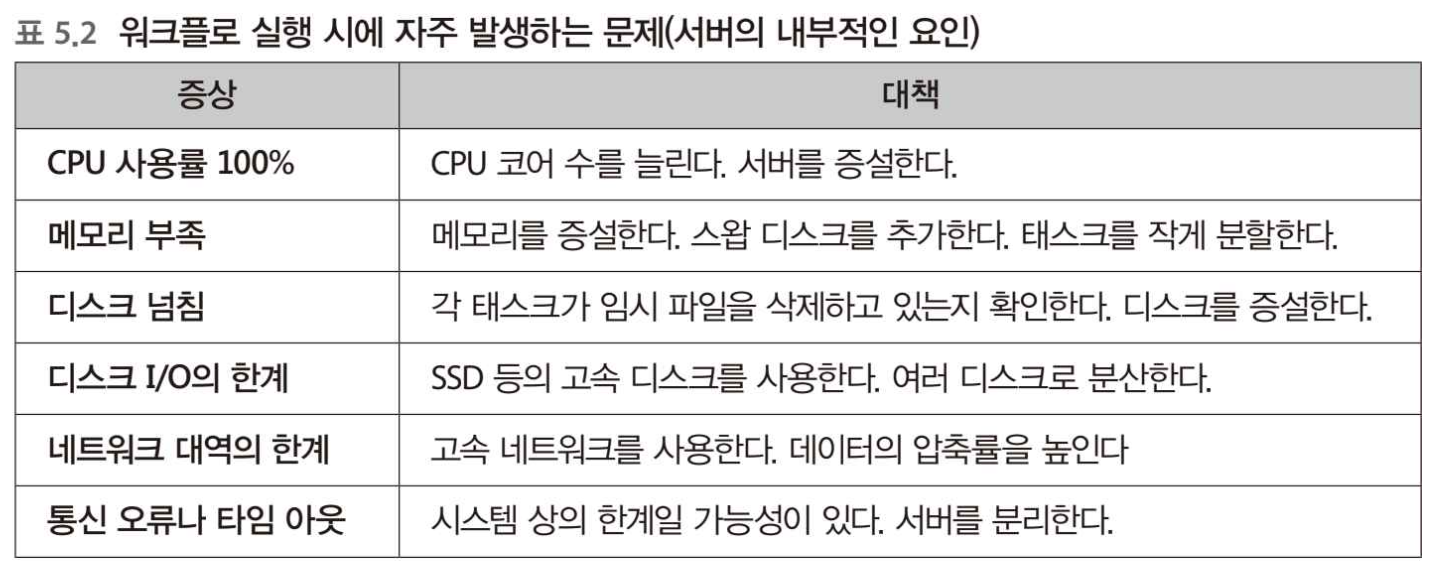 표 5.2 워크플로 실행 시에 자주 발생하는 문제(서버의 내부적인 요인)
증상 대책
CPU 사용률 100% CPU 코어 수를 늘린다. 서버를 증설한다.
메모리 부족 메모리를 증설한다. 스왑 디스크를 추가한다. 태스크를 작게 분할한다.
디스크 넘침 각 태스크가 임시 파일을 삭제하고 있는지 확인한다. 디스크를 증설한다.
디스크 I/O의 한계 SSD 등의 고속 디스크를 사용한다. 여러 디스크로 분산한다.
네트워크 대역의 한계 고속 네트워크를 사용한다. 데이터의 압축률을 높인다
통신 오류나 타임 아웃 시스템 상의 한계일 가능성이 있다. 서버를 분리한다.